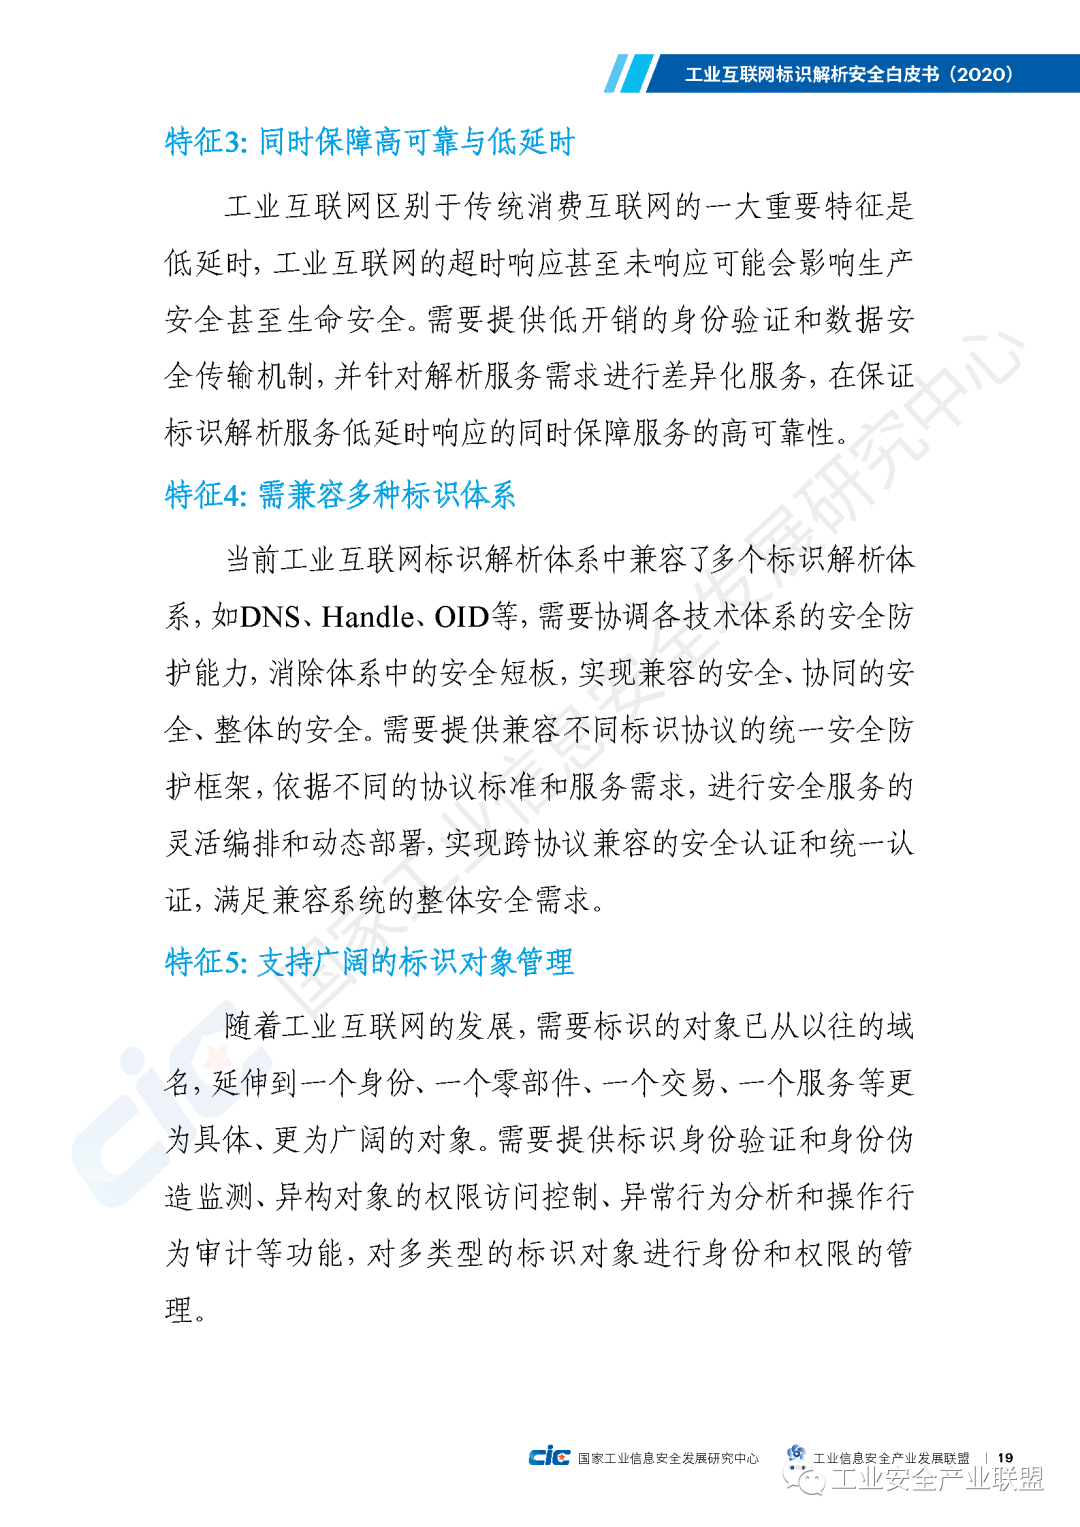 工业互联网标识解析安全白皮书（2020）
特征3: 同时保障高可靠与低延时
工业互联网区别于传统消费互联网的一大重要特征是
低延时, 工业互联网的超时响应甚至未响应可能会影响生产
安全甚至生命安全。需要提供低开销的身份验证和数据安
全传输机制, 并针对解析服务需求进行差异化服务, 在保证
标识解析服务低延时响应的同时保障服务的高可靠性。
特征4: 需兼容多种标识体系
当前工业互联网标识解析体系中兼容了多个标识解析体
系, 如DNS、Handle、OID等, 需要协调各技术体系的安全防
护能力, 消除体系中的安全短板, 实现兼容的安全、协同的安
全、整体的安全。需要提供兼容不同标识协议的统一安全防
护框架, 依据不同的协议标准和服务需求, 进行安全服务的
灵活编排和动态部署, 实现跨协议兼容的安全认证和统一认
证, 满足兼容系统的整体安全需求。
特征5: 支持广阔的标识对象管理
随着工业互联网的发展, 需要标识的对象已从以往的域
名, 延伸到一个身份、一个零部件、一个交易、一个服务等更
为具体、更为广阔的对象。需要提供标识身份验证和身份伪
造监测、异构对象的权限访问控制、异常行为分析和操作行
为审计等功能, 对多类型的标识对象进行身份和权限的管
理。
国家工业信息安全发展研究中心
cic
cic 国家工业信息安全发展研究中心 工业信息安全产业发展联盟 | 19
工业安全产业联盟